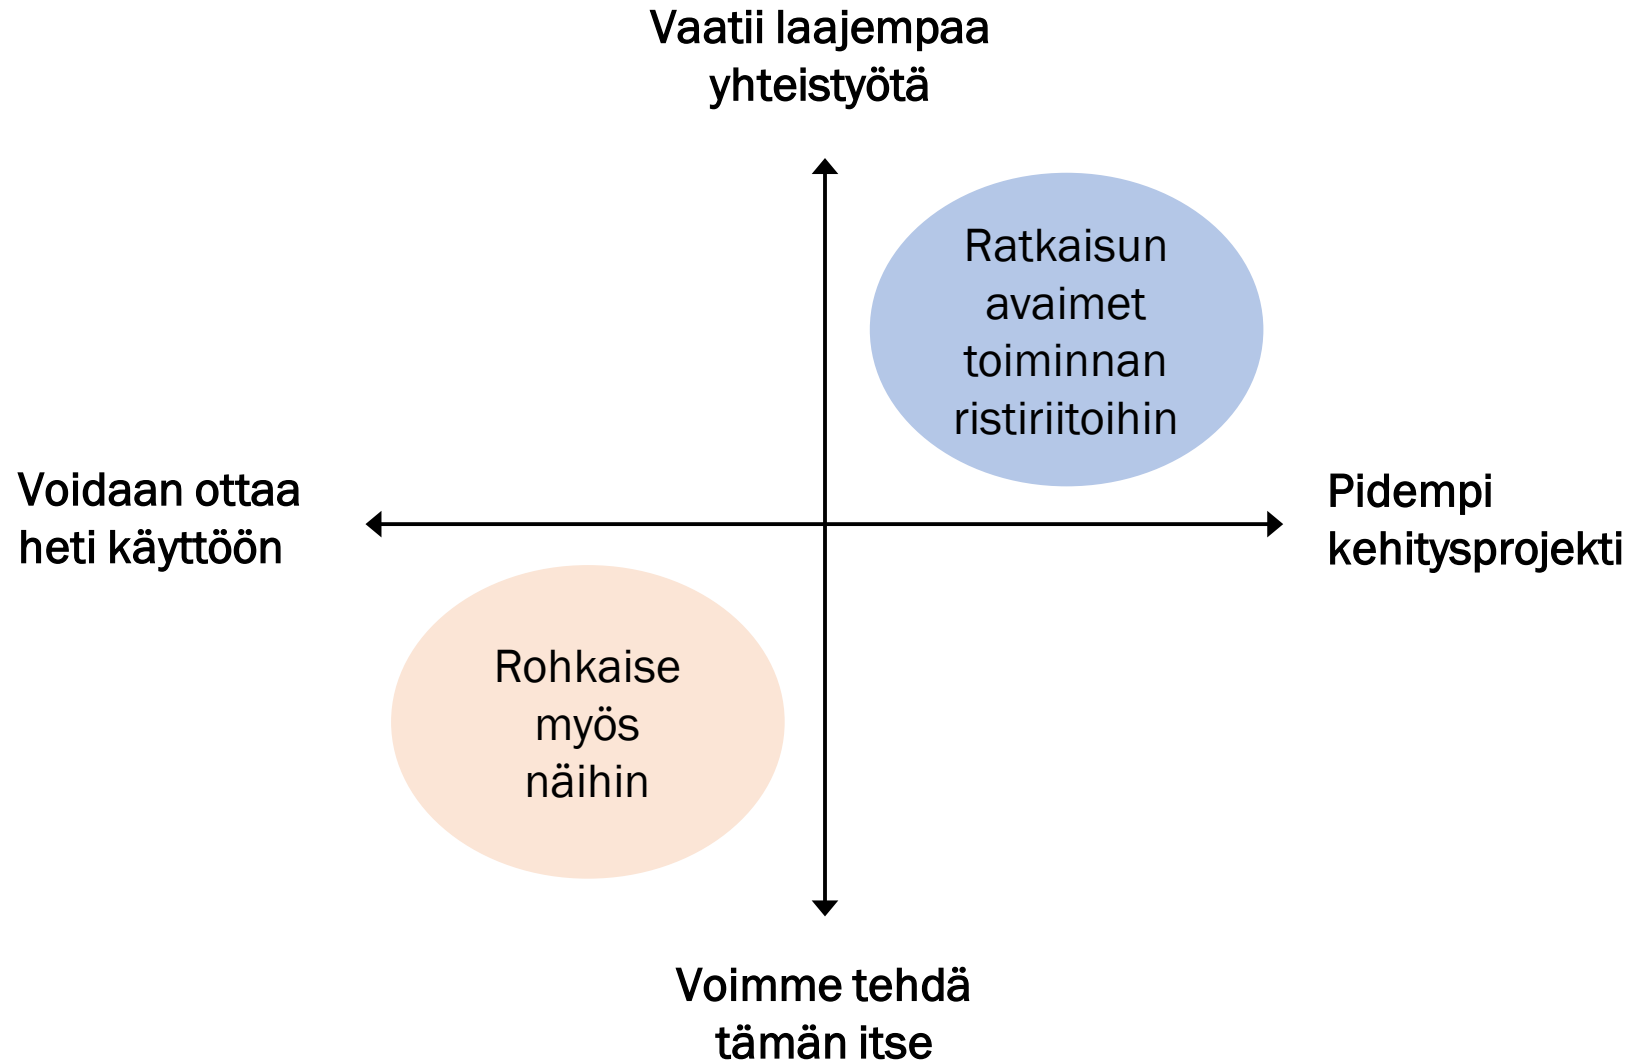 Vaatii laajempaa
yhteistyötä
Ratkaisun
avaimet
toiminnan
ristiriitoihin
Voidaan ottaa
heti käyttöön
Pidempi
kehitysprojekti
Rohkaise
myös
näihin
Voimme tehdä
tämän itse